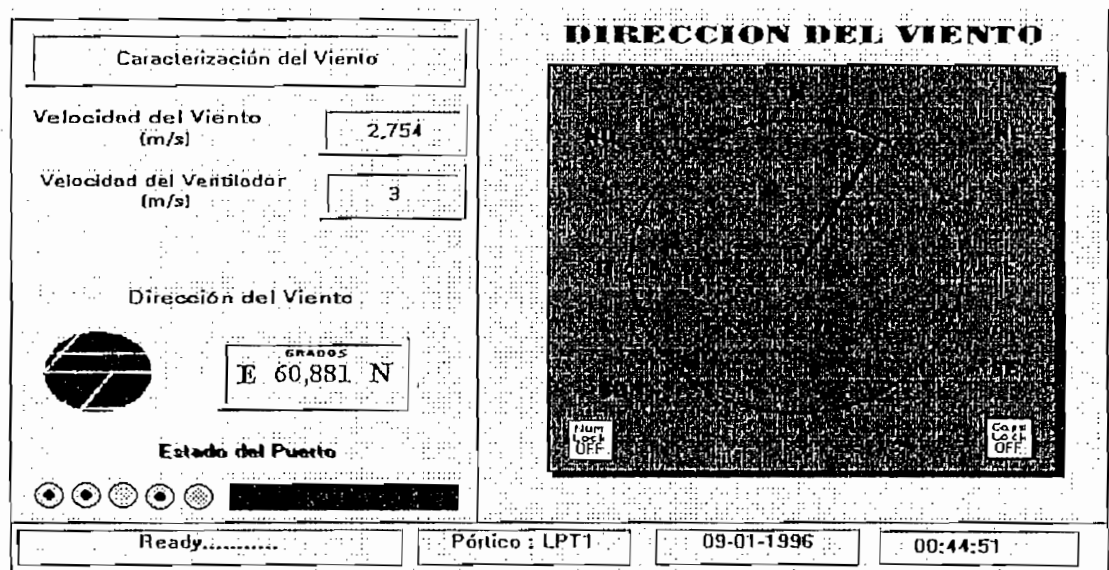 Caracterización del Viento
Velocidad del Viento
(m/s)
2,754
Velocidad del Ventilador
(m/s)
3
Dirección del Viento
GRADOS
E 60,881 N
Estado del Puerto
DIRECCION DEL VIENTO
Num
Lock
OFF
Caps
Lock
OFF
Ready...........
Pórtico : LPT1
09-01-1996
00:44:51